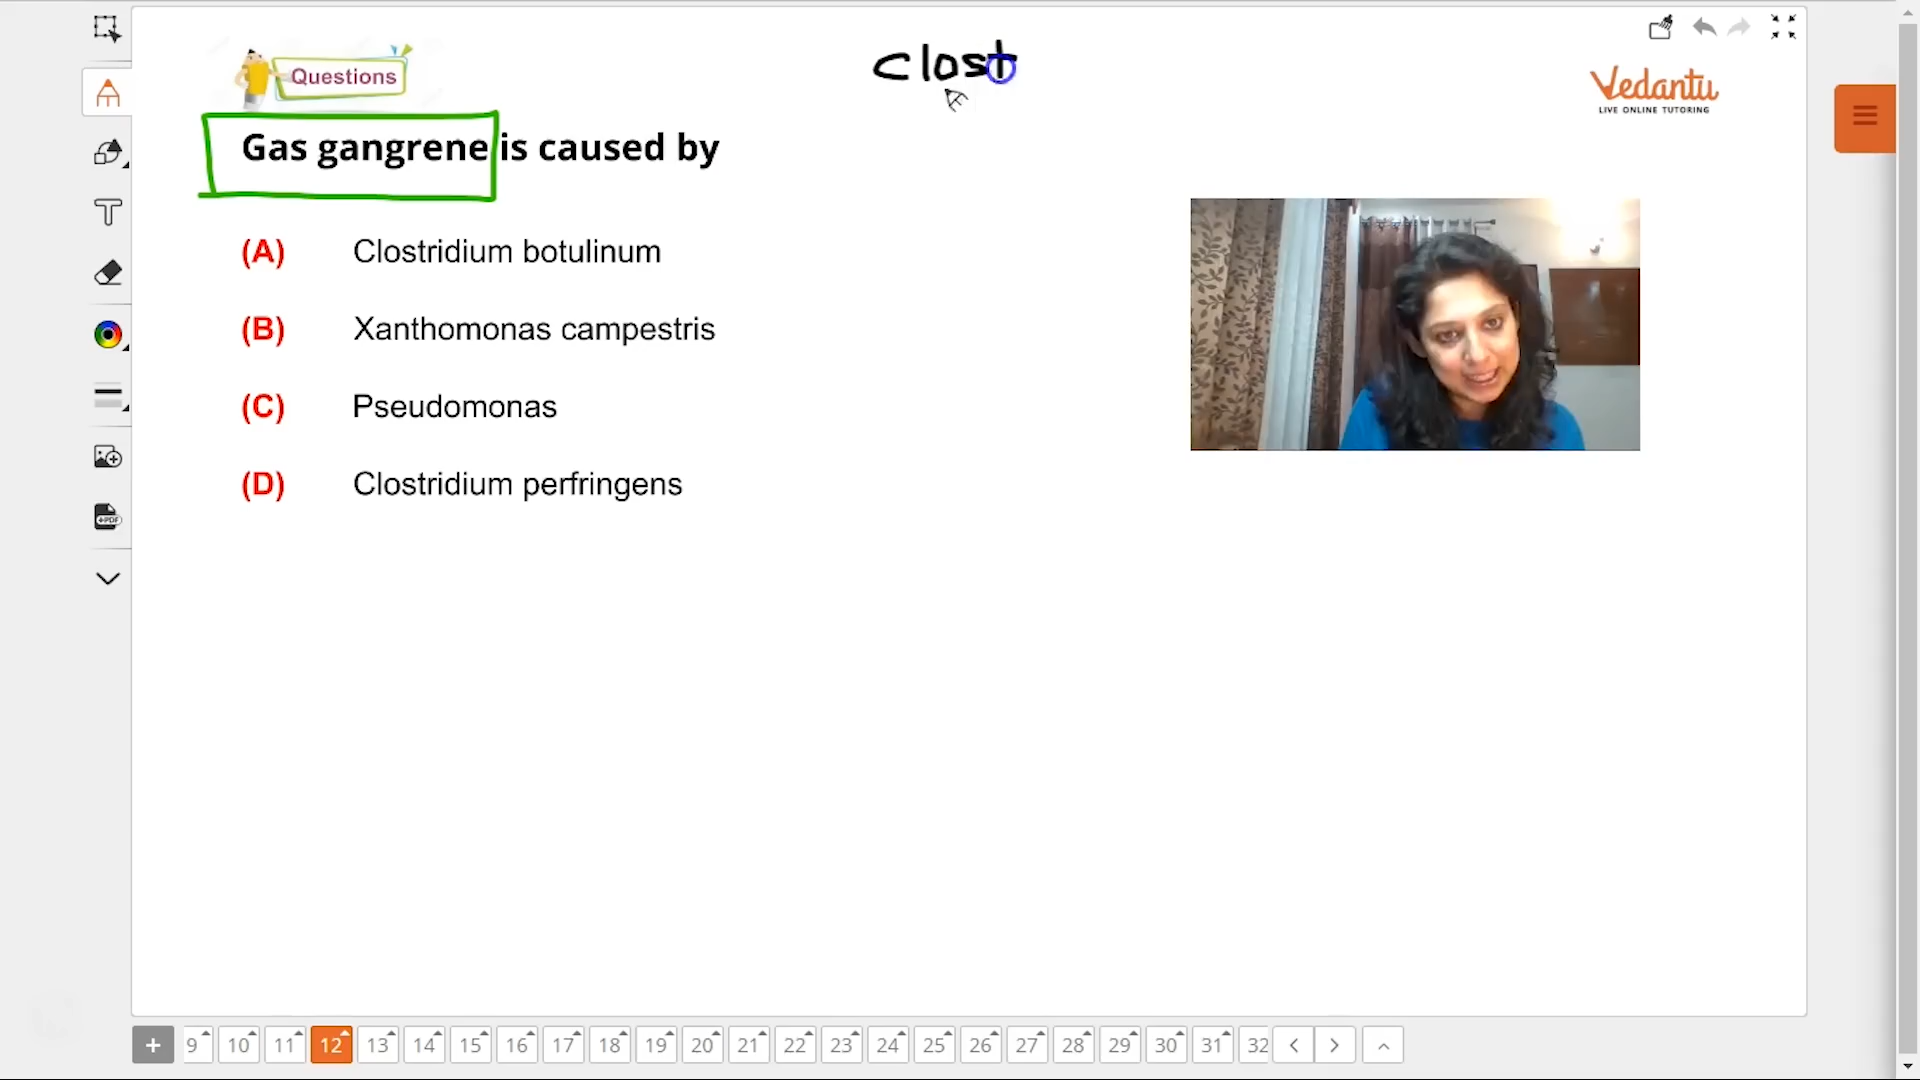 clost
Questions
Vedantu
LIVE ONLINE TUTORING
Gas gangrene is caused by
(A) Clostridium botulinum
(B) Xanthomonas campestris
(C) Pseudomonas
(D) Clostridium perfringens
+PDF
+ 9 10 11 12 13 14 15 16 17 18 19 20 21 22 23 24 25 26 27 28 29 30 31 32